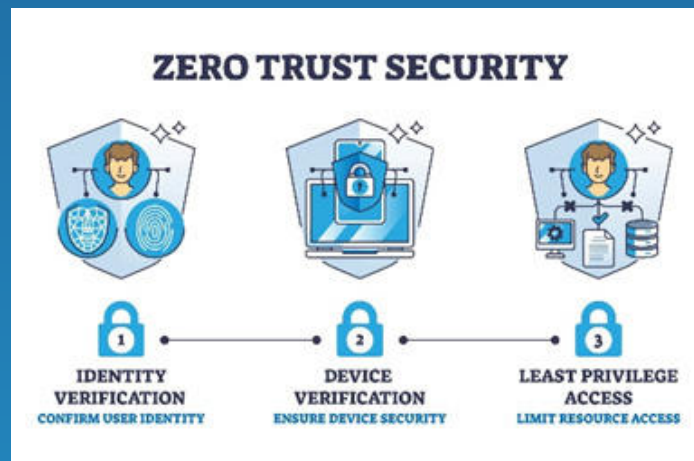 ZERO TRUST SECURITY
1
IDENTITY
VERIFICATION
CONFIRM USER IDENTITY
2
DEVICE
VERIFICATION
ENSURE DEVICE SECURITY
3
LEAST PRIVILEGE
ACCESS
LIMIT RESOURCE ACCESS